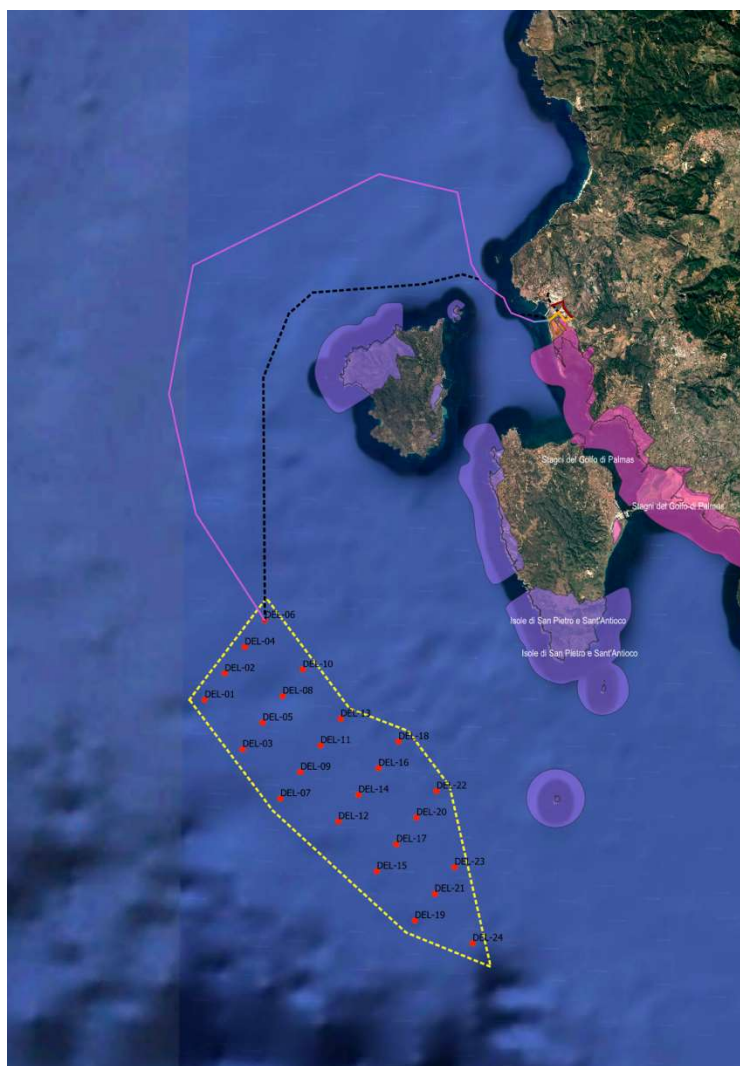 Stagni del Golfo di Palmas
Stagni del Golfo di Palmas
DEL-06
Isole di San Pietro e Sant'Antioco
DEL-04
Isole di San Pietro e Sant'Antioco
DEL-10
DEL-02
DEL-01
DEL-08
DEL-13
DEL-05
DEL-18
DEL-11
DEL-03
DEL-16
DEL-09
DEL-22
DEL-14
DEL-07
DEL-20
DEL-12
DEL-17
DEL-23
DEL-15
DEL-21
DEL-19
DEL-24